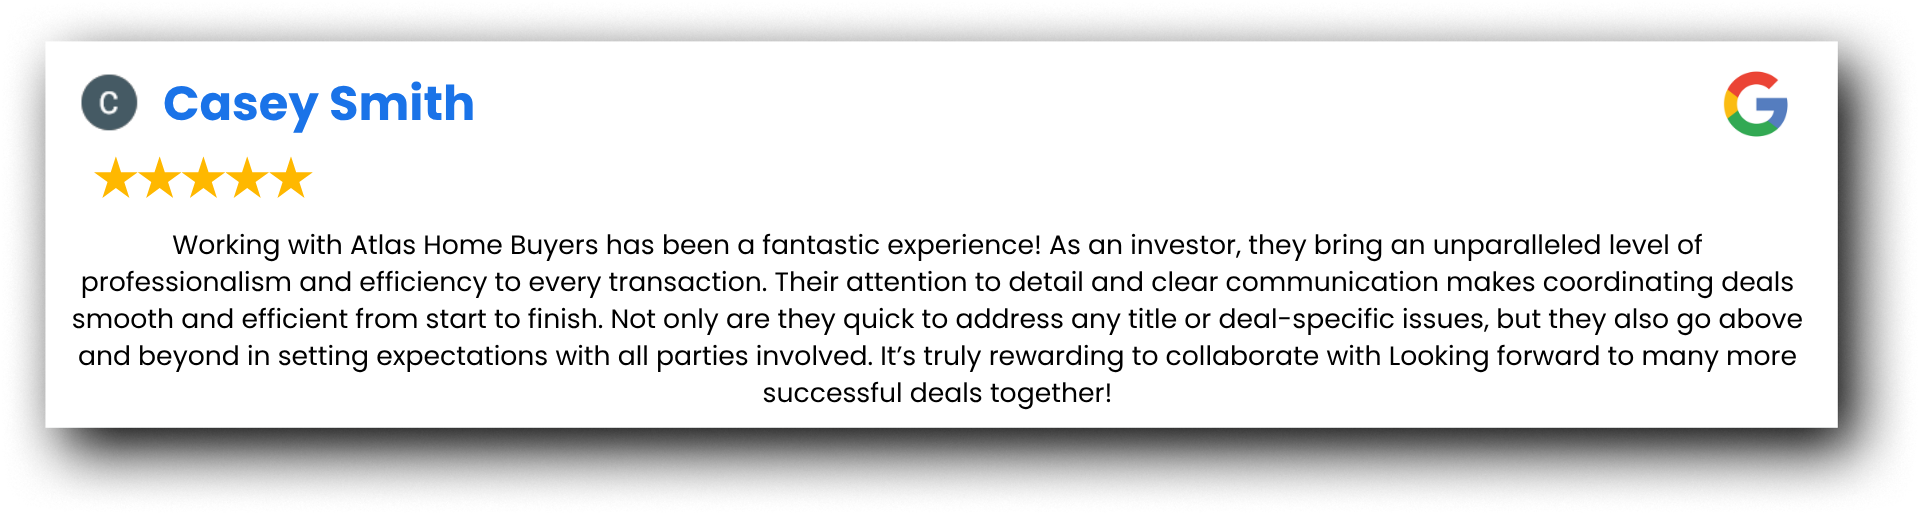 C
Casey Smith
G
Working with Atlas Home Buyers has been a fantastic experience! As an investor, they bring an unparalleled level of
professionalism and efficiency to every transaction. Their attention to detail and clear communication makes coordinating deals
smooth and efficient from start to finish. Not only are they quick to address any title or deal-specific issues, but they also go above
and beyond in setting expectations with all parties involved. It’s truly rewarding to collaborate with Looking forward to many more
successful deals together!